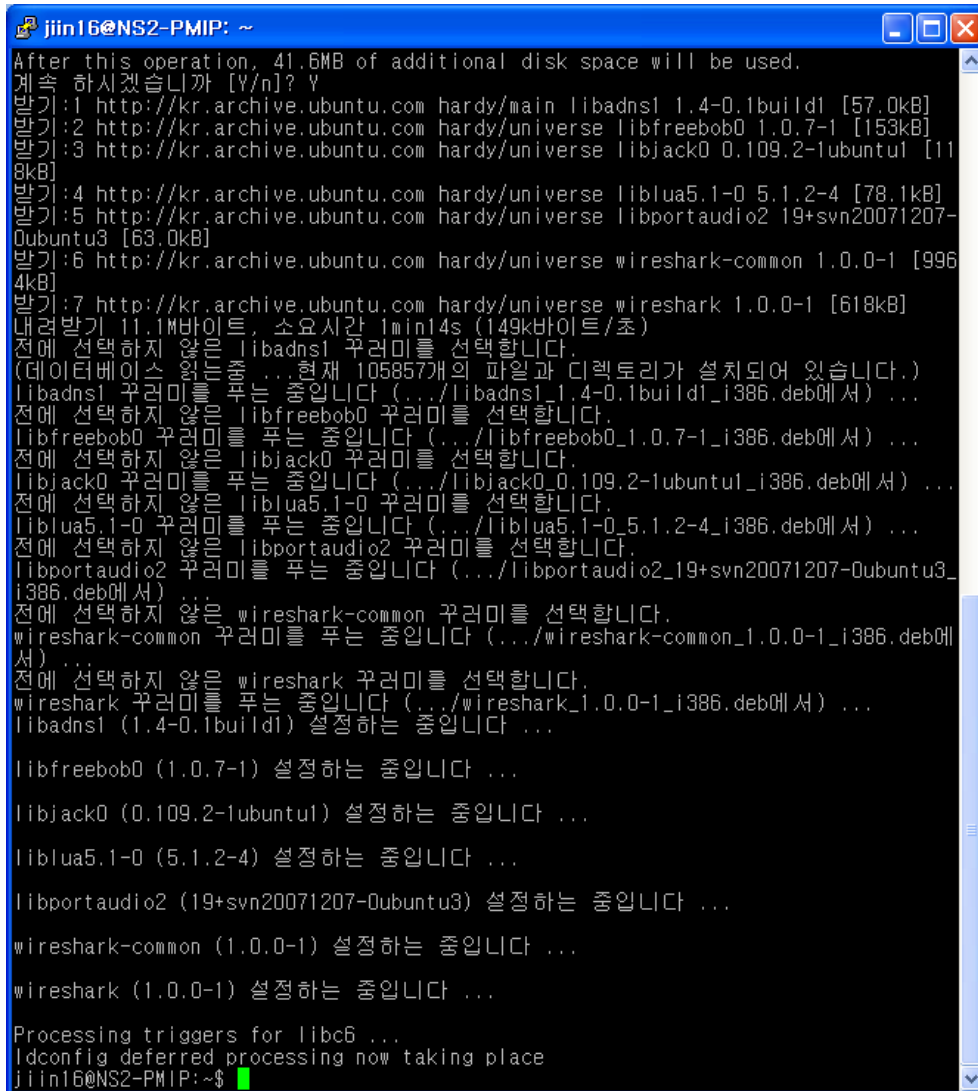 jiin16@NS2-PMIP: ~
After this operation, 41.6MB of additional disk space will be used.
계속 하시겠습니까 [Y/n]? Y
받기:1 http://kr.archive.ubuntu.com hardy/main libadns1 1.4-0.1build1 [57.0kB]
받기:2 http://kr.archive.ubuntu.com hardy/universe libfreebob0 1.0.7-1 [153kB]
받기:3 http://kr.archive.ubuntu.com hardy/universe libjack0 0.109.2-1ubuntu1 [11
8kB]
받기:4 http://kr.archive.ubuntu.com hardy/universe liblua5.1-0 5.1.2-4 [78.1kB]
받기:5 http://kr.archive.ubuntu.com hardy/universe libportaudio2 19+svn20071207-
0ubuntu3 [63.0kB]
받기:6 http://kr.archive.ubuntu.com hardy/universe wireshark-common 1.0.0-1 [996
4kB]
받기:7 http://kr.archive.ubuntu.com hardy/universe wireshark 1.0.0-1 [618kB]
내려받기 11.1M바이트, 소요시간 1min14s (149k바이트/초)
전에 선택하지 않은 libadns1 꾸러미를 선택합니다.
(데이터베이스 읽는중 ...현재 105857개의 파일과 디렉토리가 설치되어 있습니다.)
libadns1 꾸러미를 푸는 중입니다 (.../libadns1_1.4-0.1build1_i386.deb에서) ...
전에 선택하지 않은 libfreebob0 꾸러미를 선택합니다.
libfreebob0 꾸러미를 푸는 중입니다 (.../libfreebob0_1.0.7-1_i386.deb에서) ...
전에 선택하지 않은 libjack0 꾸러미를 선택합니다.
libjack0 꾸러미를 푸는 중입니다 (.../libjack0_0.109.2-1ubuntu1_i386.deb에서) ...
전에 선택하지 않은 liblua5.1-0 꾸러미를 선택합니다.
liblua5.1-0 꾸러미를 푸는 중입니다 (.../liblua5.1-0_5.1.2-4_i386.deb에서) ...
전에 선택하지 않은 libportaudio2 꾸러미를 선택합니다.
libportaudio2 꾸러미를 푸는 중입니다 (.../libportaudio2_19+svn20071207-0ubuntu3_
i386.deb에서) ...
전에 선택하지 않은 wireshark-common 꾸러미를 선택합니다.
wireshark-common 꾸러미를 푸는 중입니다 (.../wireshark-common_1.0.0-1_i386.deb에
서) ...
전에 선택하지 않은 wireshark 꾸러미를 선택합니다.
wireshark 꾸러미를 푸는 중입니다 (.../wireshark_1.0.0-1_i386.deb에서) ...
libadns1 (1.4-0.1build1) 설정하는 중입니다 ...
libfreebob0 (1.0.7-1) 설정하는 중입니다 ...
libjack0 (0.109.2-1ubuntu1) 설정하는 중입니다 ...
liblua5.1-0 (5.1.2-4) 설정하는 중입니다 ...
libportaudio2 (19+svn20071207-0ubuntu3) 설정하는 중입니다 ...
wireshark-common (1.0.0-1) 설정하는 중입니다 ...
wireshark (1.0.0-1) 설정하는 중입니다 ...
Processing triggers for libc6 ...
ldconfig deferred processing now taking place
jiin16@NS2-PMIP:~$